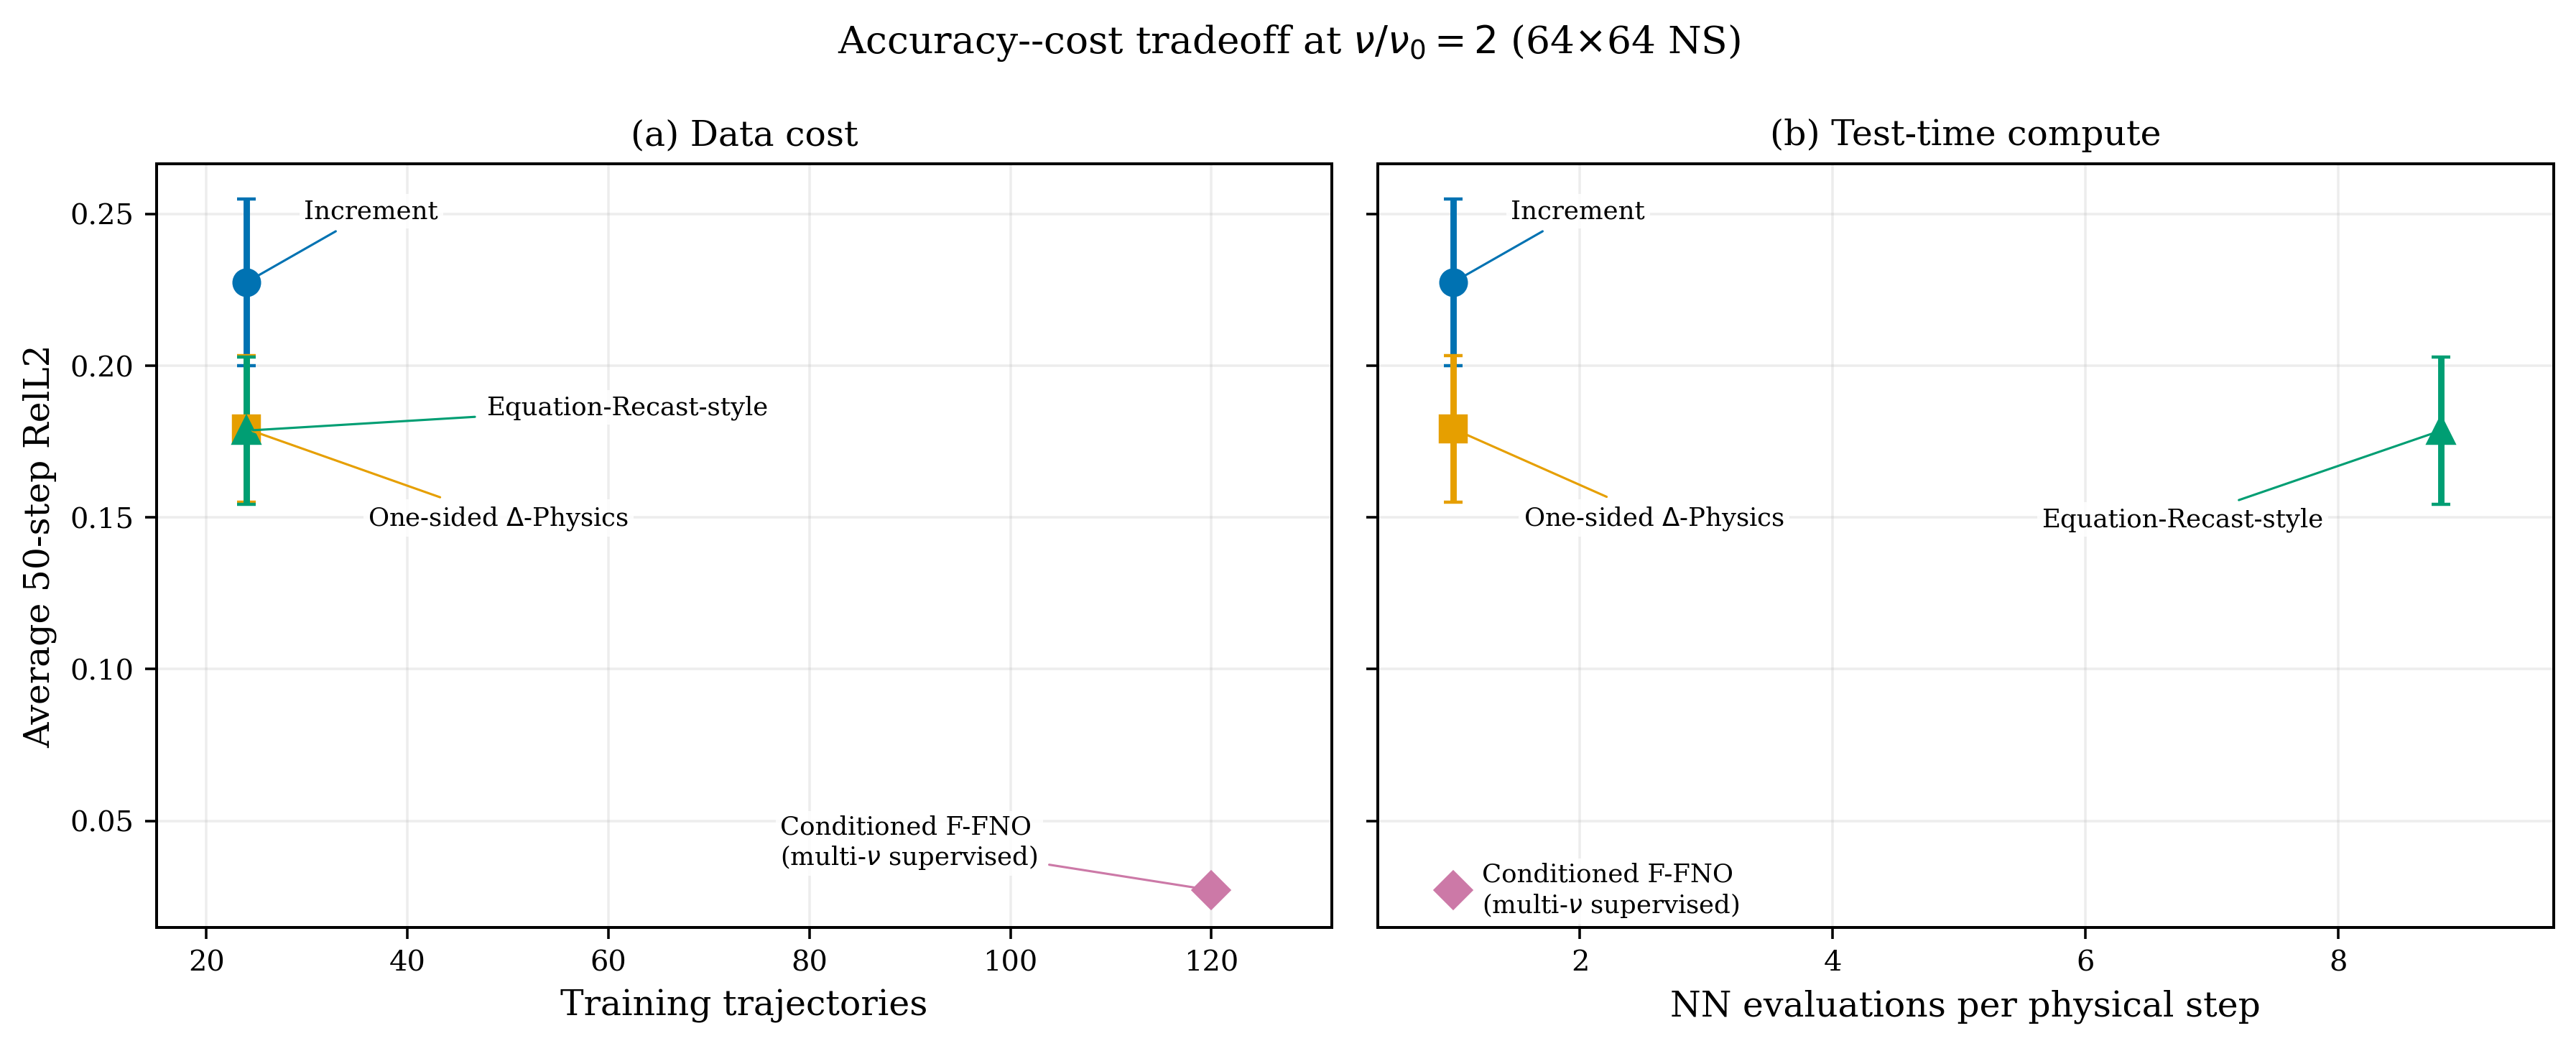 Accuracy--cost tradeoff at ν/ν₀ = 2 (64×64 NS)
(a) Data cost
Average 50-step RelL2
0.25
0.20
0.15
0.10
0.05
Increment
Equation-Recast-style
One-sided Δ-Physics
Conditioned F-FNO
(multi-ν supervised)
20
40
60
80
100
120
Training trajectories
(b) Test-time compute
Increment
One-sided Δ-Physics
Equation-Recast-style
Conditioned F-FNO
(multi-ν supervised)
2
4
6
8
NN evaluations per physical step